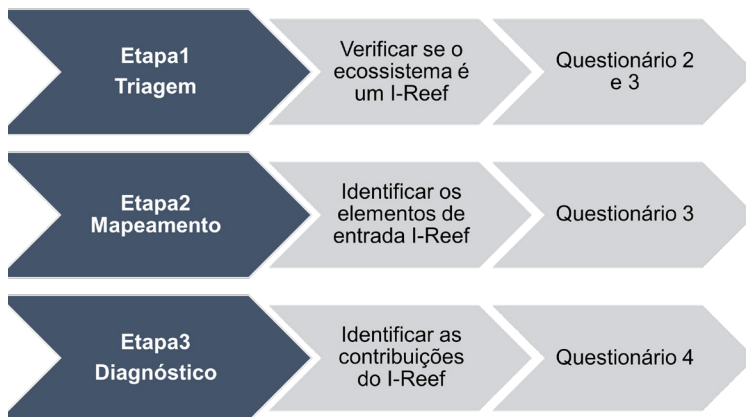 Etapa1
Triagem
Verificar se o
ecossistema é
um I-Reef
Questionário 2
e 3
Etapa2
Mapeamento
Identificar os
elementos de
entrada I-Reef
Questionário 3
Etapa3
Diagnóstico
Identificar as
contribuições
do I-Reef
Questionário 4